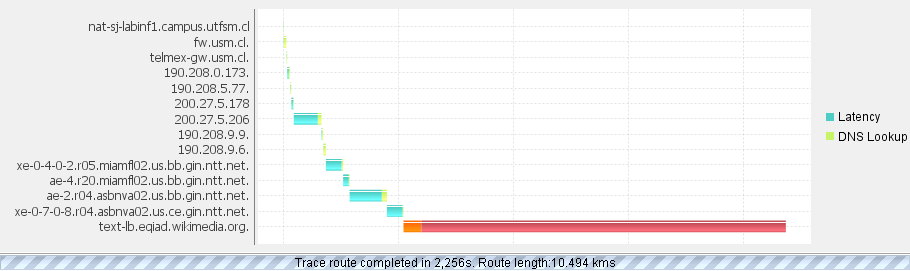 nat-sj-labinf1.campus.utfsm.cl
fw.usm.cl.
telmex-gw.usm.cl.
190.208.0.173.
190.208.5.77.
200.27.5.178
200.27.5.206
190.208.9.9.
190.208.9.6.
xe-0-4-0-2.r05.miamfl02.us.bb.gin.ntt.net.
ae-4.r20.miamfl02.us.bb.gin.ntt.net.
ae-2.r04.asbnva02.us.bb.gin.ntt.net.
xe-0-7-0-8.r04.asbnva02.us.ce.gin.ntt.net.
text-lb.eqiad.wikimedia.org.
Latency
DNS Lookup
Trace route completed in 2,256s. Route length:10.494 kms